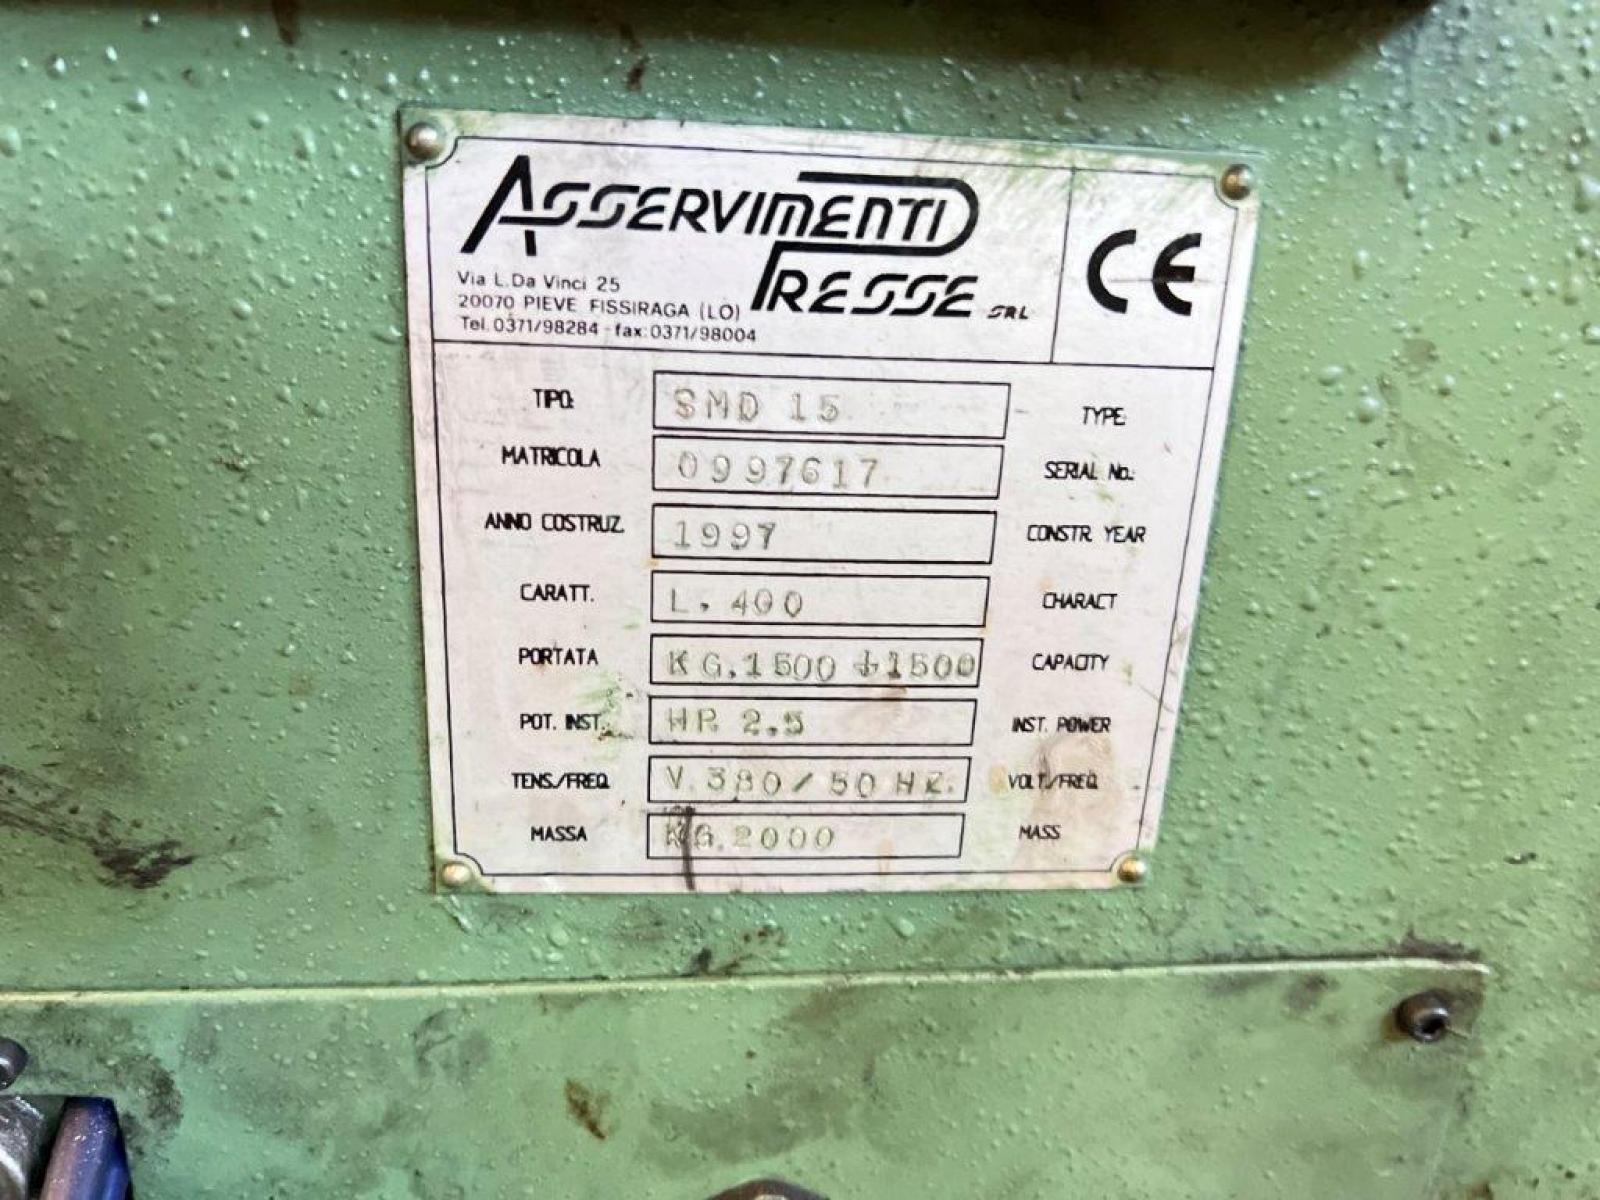 ASSERVIMENTI
PRESSE SRL
CE
Via L.Da Vinci 25
20070 PIEVE FISSIRAGA (LO)
Tel. 0371/98284 - fax: 0371/98004
TIPO: SMD 15 TYPE:
MATRICOLA 0997617 SERIAL No.:
ANNO COSTRUZ. 1997 CONSTR. YEAR
CARATT. L. 400 CHARACT
PORTATA KG. 1500 +1500 CAPACITY
POT. INST. HP. 2.5 INST. POWER
TENS./FREQ. V. 380/50 HZ. VOLT./FREQ.
MASSA KG. 2000 MASS